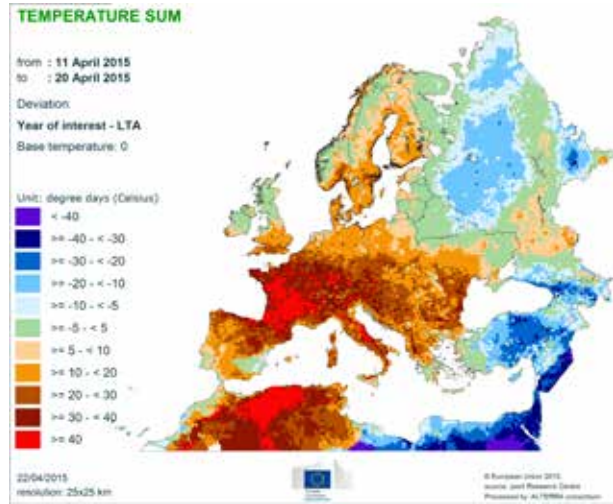 TEMPERATURE SUM
from : 11 April 2015
to : 20 April 2015
Deviation
Year of interest - LTA
Base temperature: 0
Unit: degree days (Celsius)
< -40
>= -40 - < -30
>= -30 - < -20
>= -20 - < -10
>= -10 - < -5
>= -5 - < 5
>= 5 - < 10
>= 10 - < 20
>= 20 - < 30
>= 30 - < 40
>= 40
22/04/2015
resolution: 25x25 km
© European Union 2015
source: Joint Research Centre
Processed by ALTERRA consortium